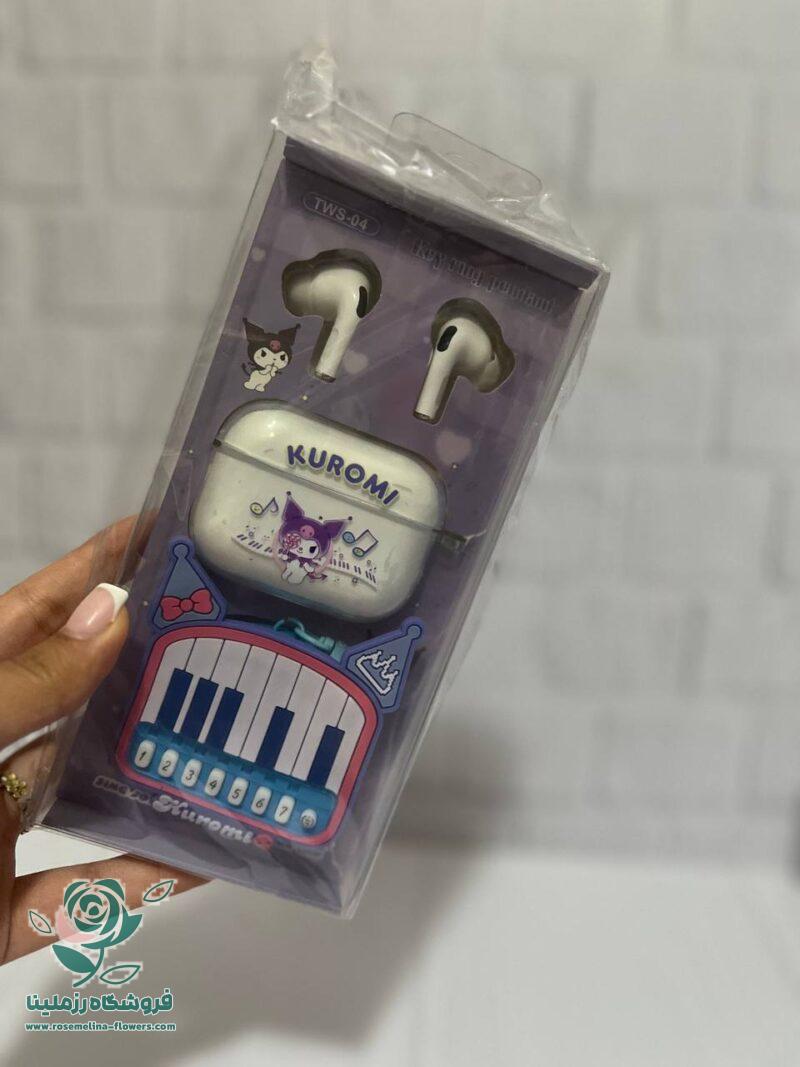 TWS-04
Key ring pendant
KUROMI
1 2 3 4 5 6 7
Kuromi
فروشگاه رزملینا
www.rosemelina-flowers.com